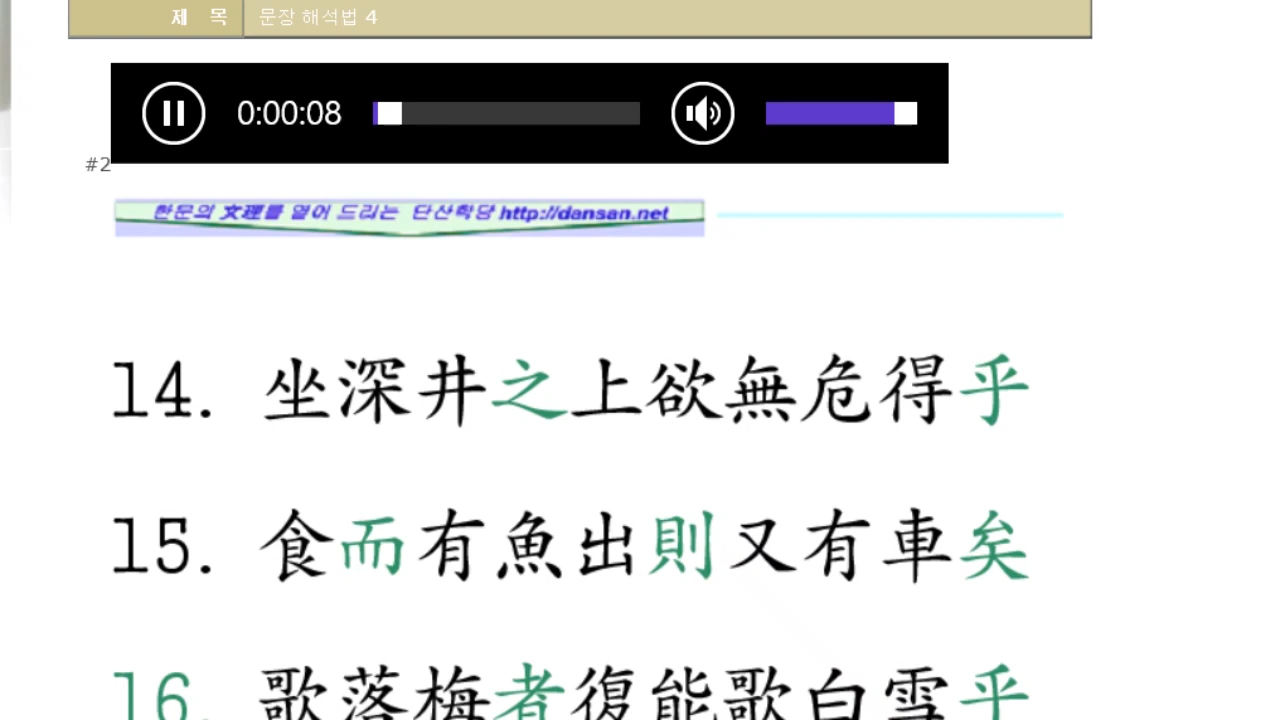 제 목 문장 해석법 4
0:00:08
#2
한문의 文理를 열어 드리는 단산학당 http://dansan.net
14. 坐深井之上欲無危得乎
15. 食而有魚出則又有車矣
16. 歌落梅者復能歌白雪乎